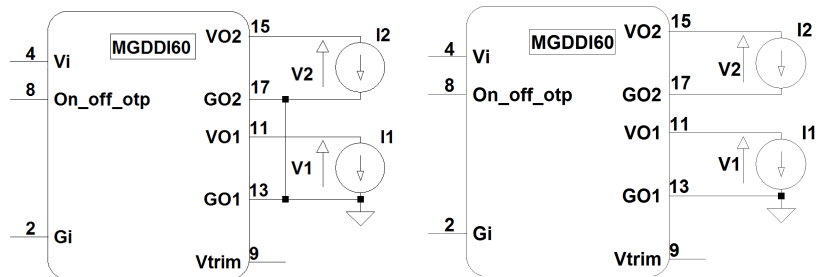 15
VO2
I2
MGDDI60
4
Vi
V2
8
17
On_off_otp
GO2
11
VO1
I1
V1
13
GO1
2
Gi
9
Vtrim
15
VO2
I2
MGDDI60
4
Vi
V2
8
17
On_off_otp
GO2
11
VO1
I1
V1
13
GO1
2
Gi
9
Vtrim